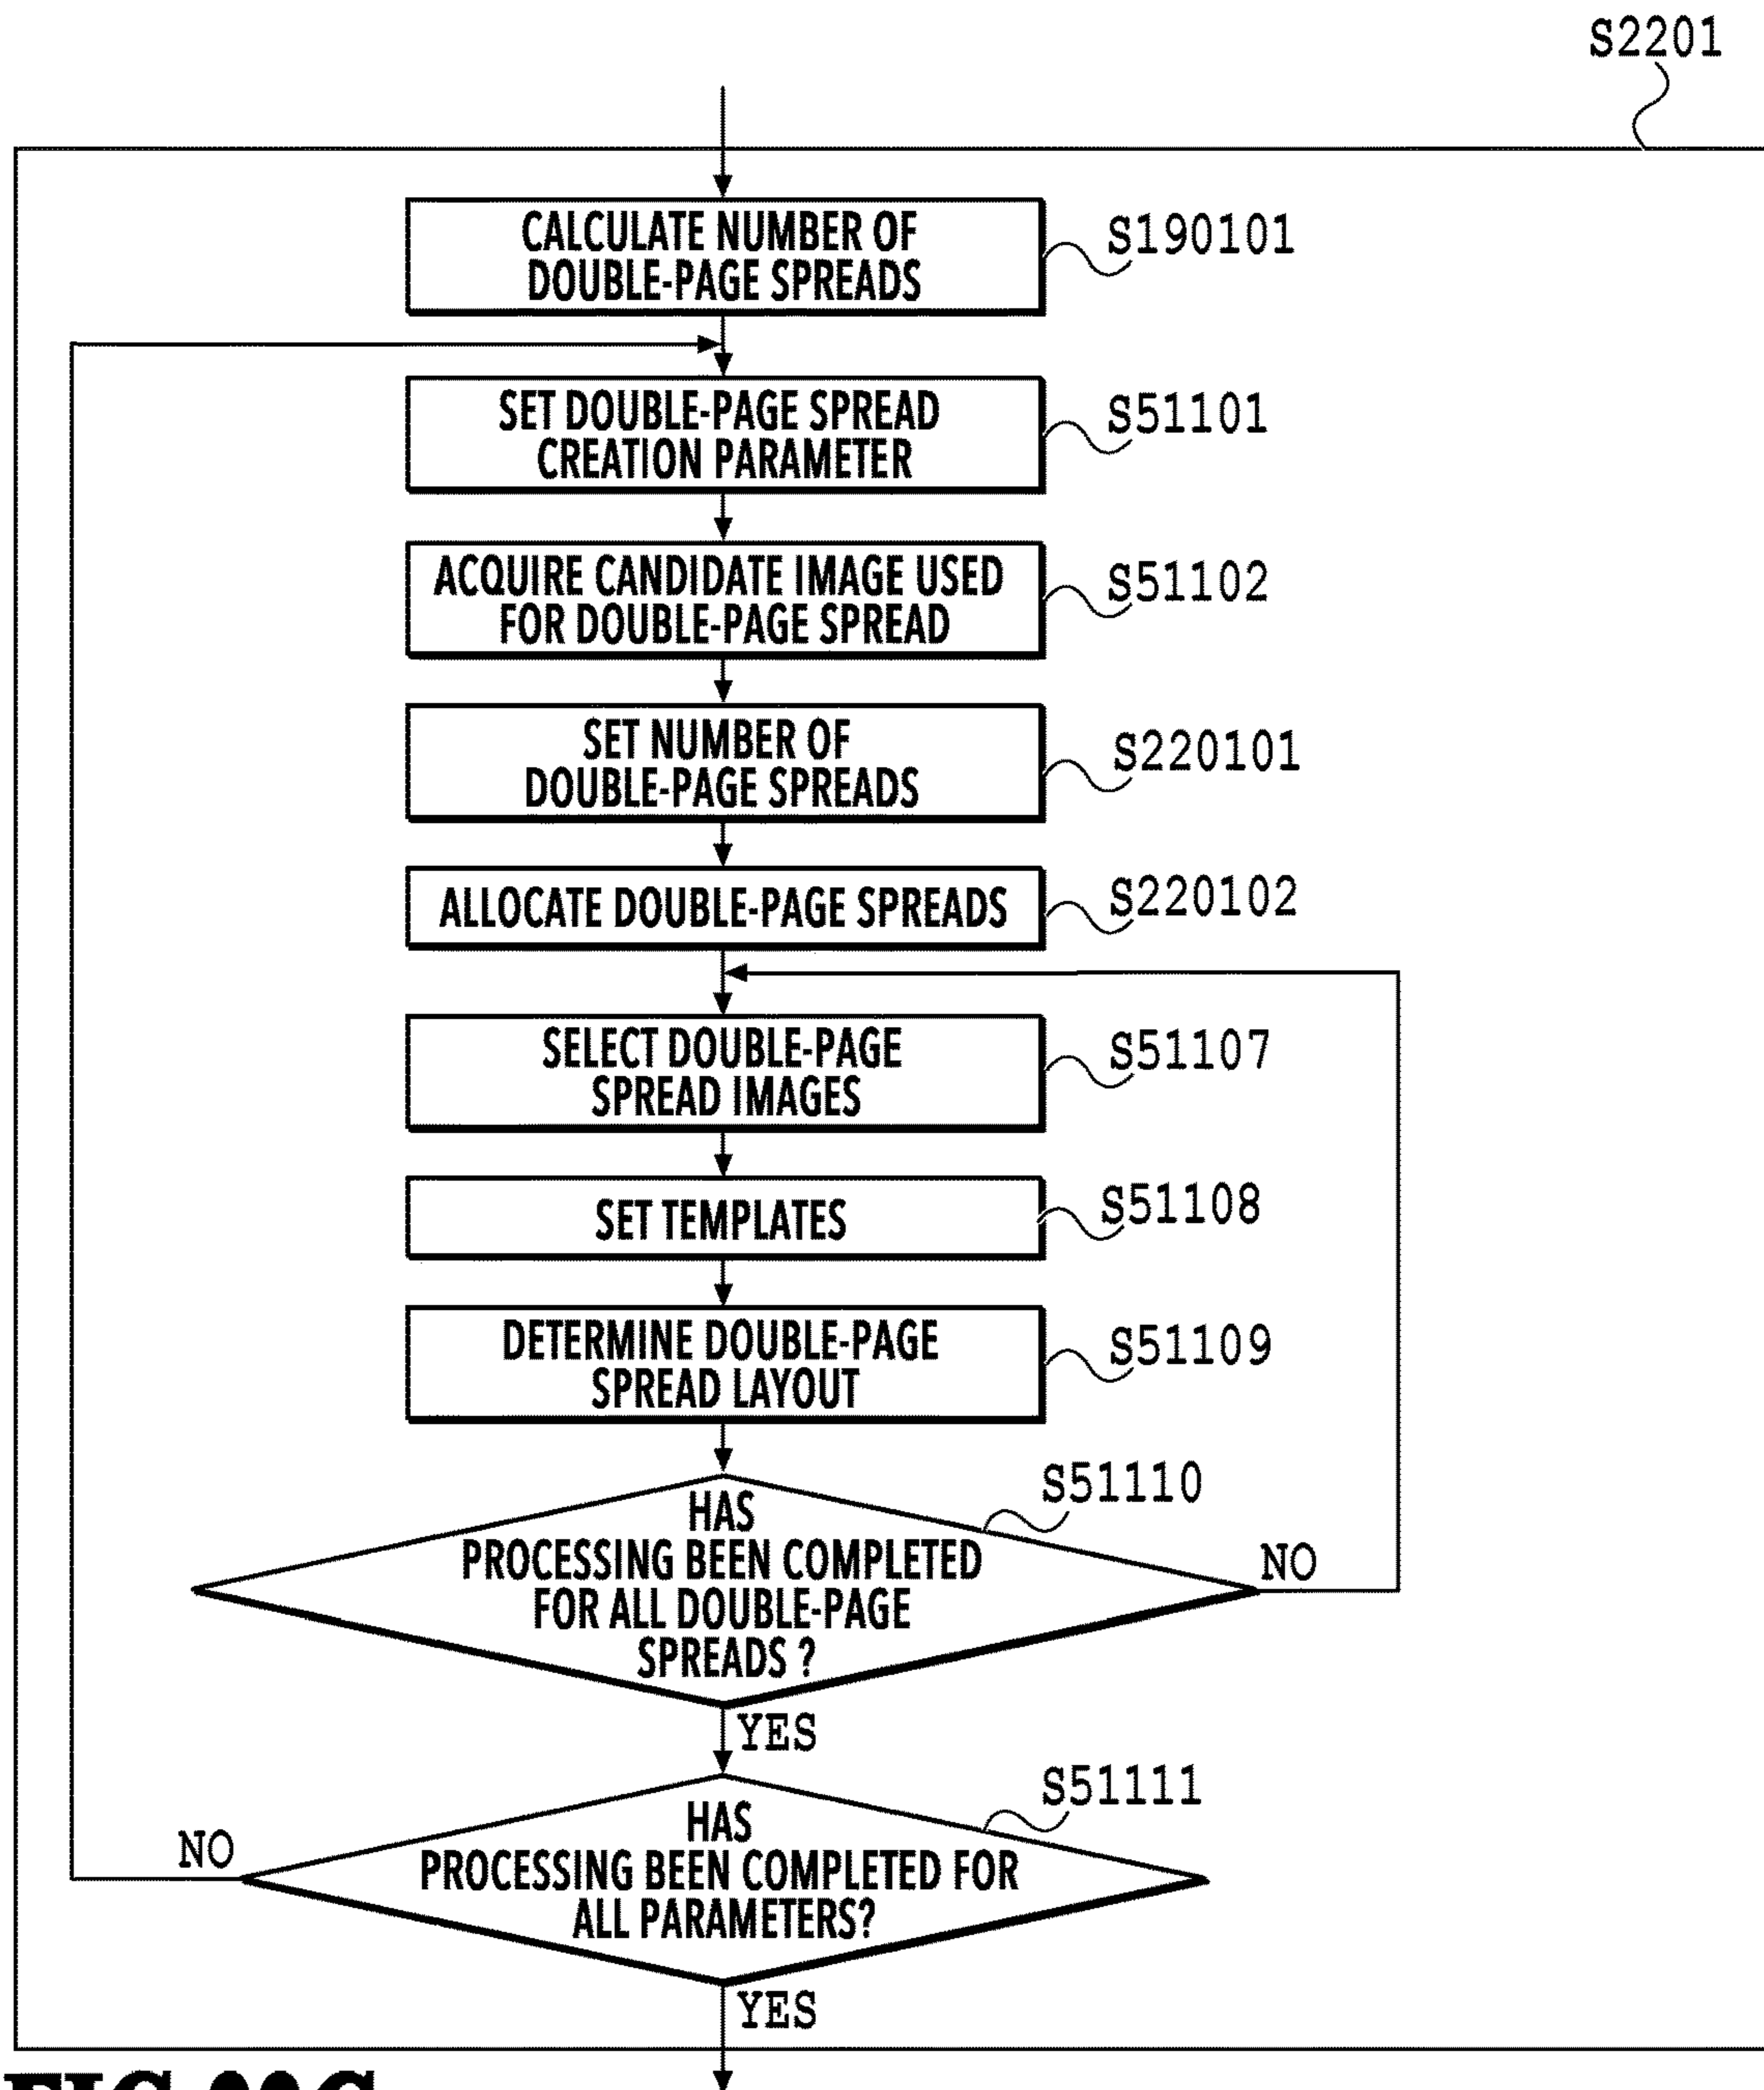 S2201
CALCULATE NUMBER OF
DOUBLE-PAGE SPREADS
S190101
SET DOUBLE-PAGE SPREAD
CREATION PARAMETER
S51101
ACQUIRE CANDIDATE IMAGE USED
FOR DOUBLE-PAGE SPREAD
S51102
SET NUMBER OF
DOUBLE-PAGE SPREADS
S220101
ALLOCATE DOUBLE-PAGE SPREADS
S220102
SELECT DOUBLE-PAGE
SPREAD IMAGES
S51107
SET TEMPLATES
S51108
DETERMINE DOUBLE-PAGE
SPREAD LAYOUT
S51109
S51110
HAS
PROCESSING BEEN COMPLETED
FOR ALL DOUBLE-PAGE
SPREADS ?
NO
YES
S51111
HAS
PROCESSING BEEN COMPLETED FOR
ALL PARAMETERS?
NO
YES